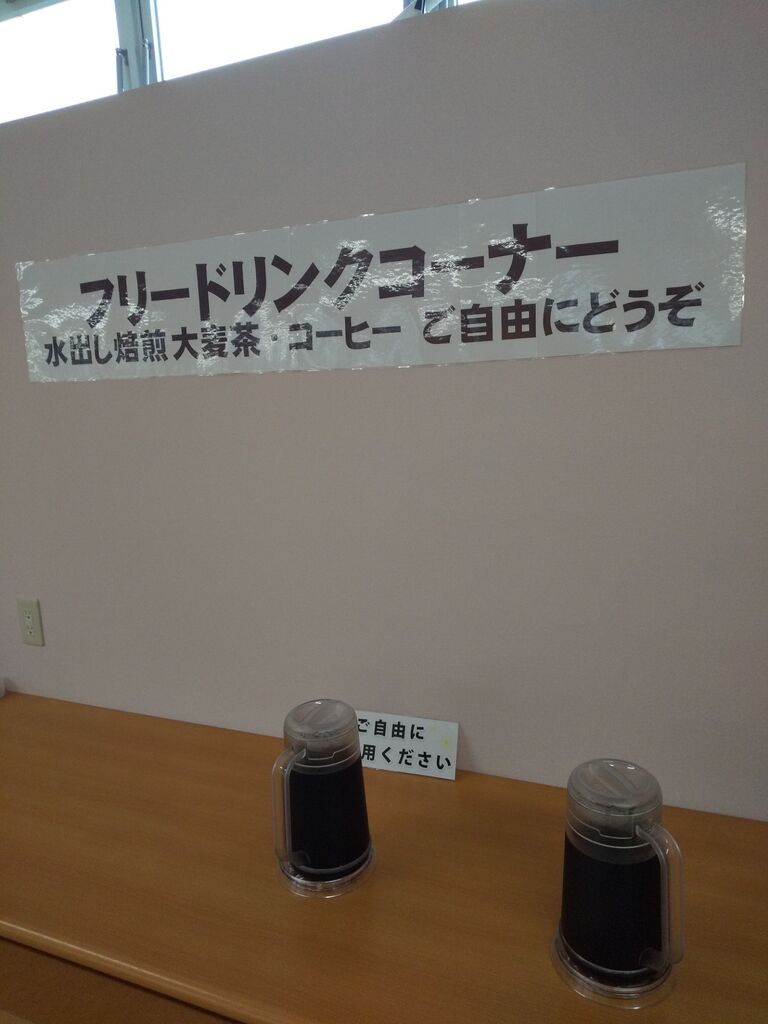 フリードリンクコーナー
水出し焙煎大麦茶・コーヒー ご自由にどうぞ
ご自由に
用ください